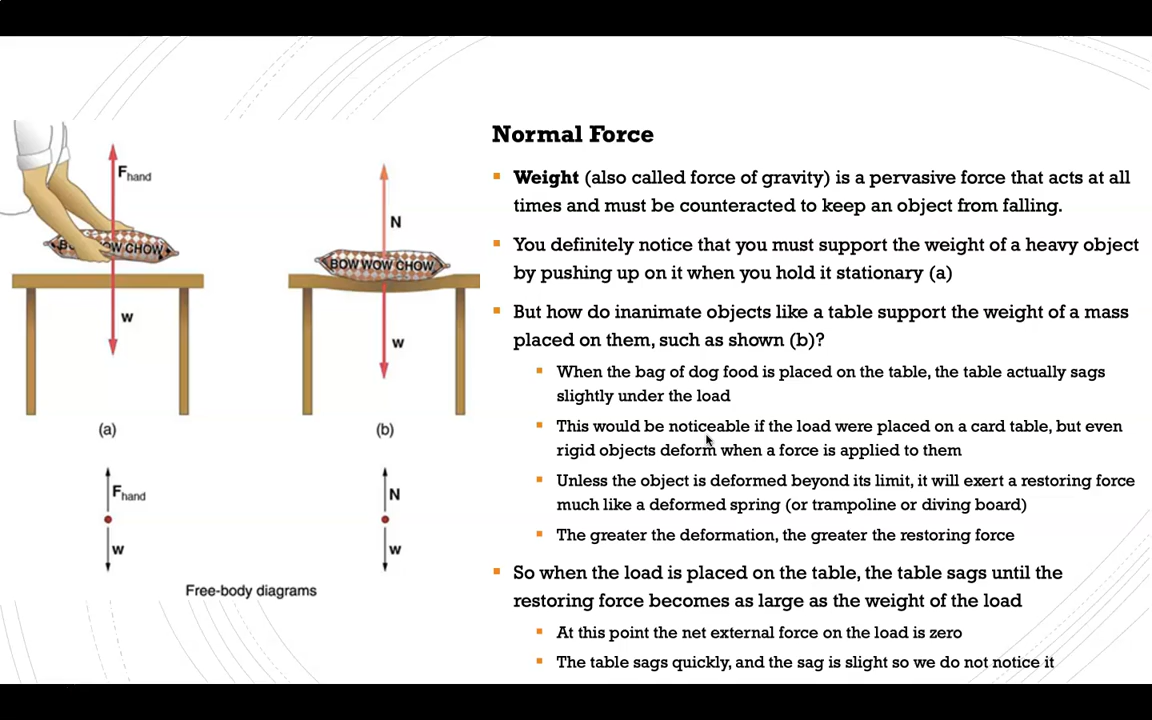 Normal Force
Weight (also called force of gravity) is a pervasive force that acts at all
times and must be counteracted to keep an object from falling.
You definitely notice that you must support the weight of a heavy object
by pushing up on it when you hold it stationary (a)
But how do inanimate objects like a table support the weight of a mass
placed on them, such as shown (b)?
When the bag of dog food is placed on the table, the table actually sags
slightly under the load
This would be noticeable if the load were placed on a card table, but even
rigid objects deform when a force is applied to them
Unless the object is deformed beyond its limit, it will exert a restoring force
much like a deformed spring (or trampoline or diving board)
The greater the deformation, the greater the restoring force
So when the load is placed on the table, the table sags until the
restoring force becomes as large as the weight of the load
At this point the net external force on the load is zero
The table sags quickly, and the sag is slight so we do not notice it
F hand
CHOW
w
(a)
N
BOW WOW CHOW
w
(b)
F hand
w
N
w
Free-body diagrams